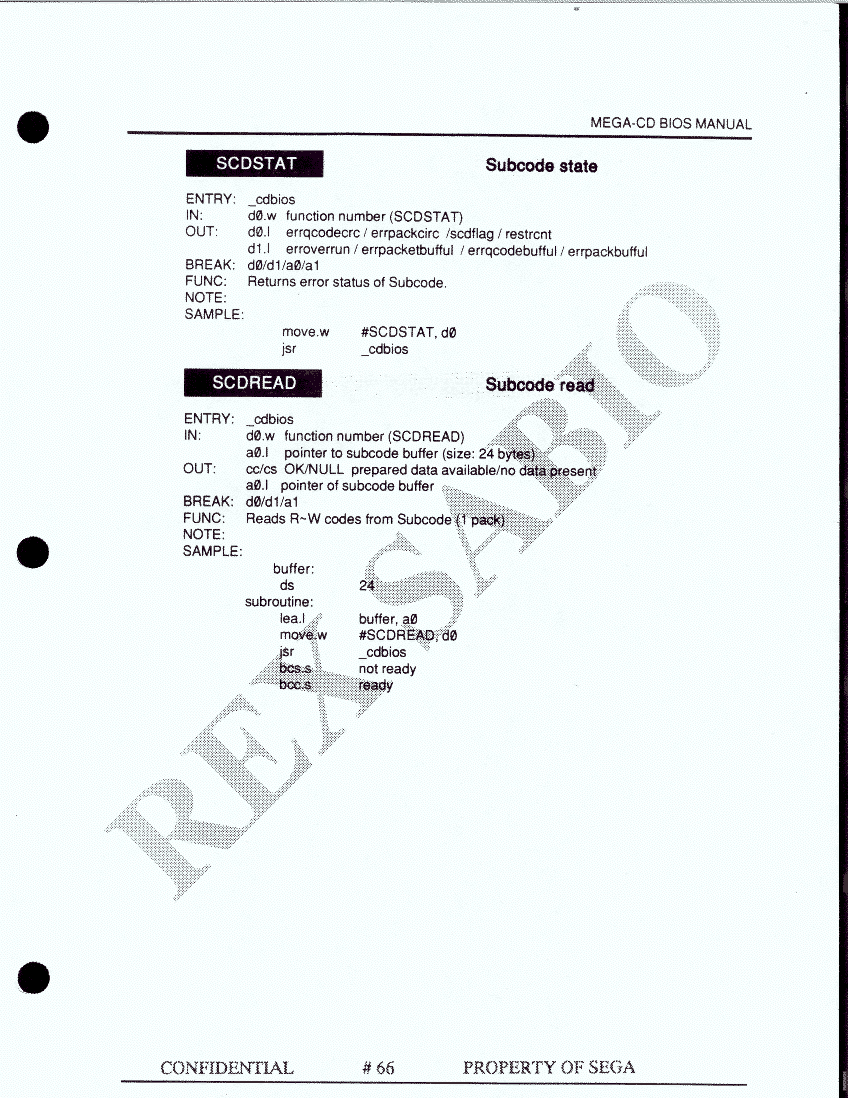 MEGA-CD BIOS MANUAL
SCDSTAT Subcode state
ENTRY: _cdbios
IN: d0.w function number (SCDSTAT)
OUT: d0.l errqcodecrc / errpackcirc /scdflag / restrcnt
d1.l erroverrun / errpacketbufful / errqcodebufful / errpackbufful
BREAK: d0/d1/a0/a1
FUNC: Returns error status of Subcode.
NOTE:
SAMPLE:
move.w #SCDSTAT, d0
jsr _cdbios
SCDREAD Subcode read
ENTRY: _cdbios
IN: d0.w function number (SCDREAD)
a0.l pointer to subcode buffer (size: 24 bytes)
OUT: cc/cs OK/NULL prepared data available/no data present
a0.l pointer of subcode buffer
BREAK: d0/d1/a1
FUNC: Reads R~W codes from Subcode (1 pack)
NOTE:
SAMPLE:
buffer:
ds 24
subroutine:
lea.l buffer, a0
move.w #SCDREAD, d0
jsr _cdbios
bcs.s not ready
bcc.s ready
REX SABIO
CONFIDENTIAL # 66 PROPERTY OF SEGA